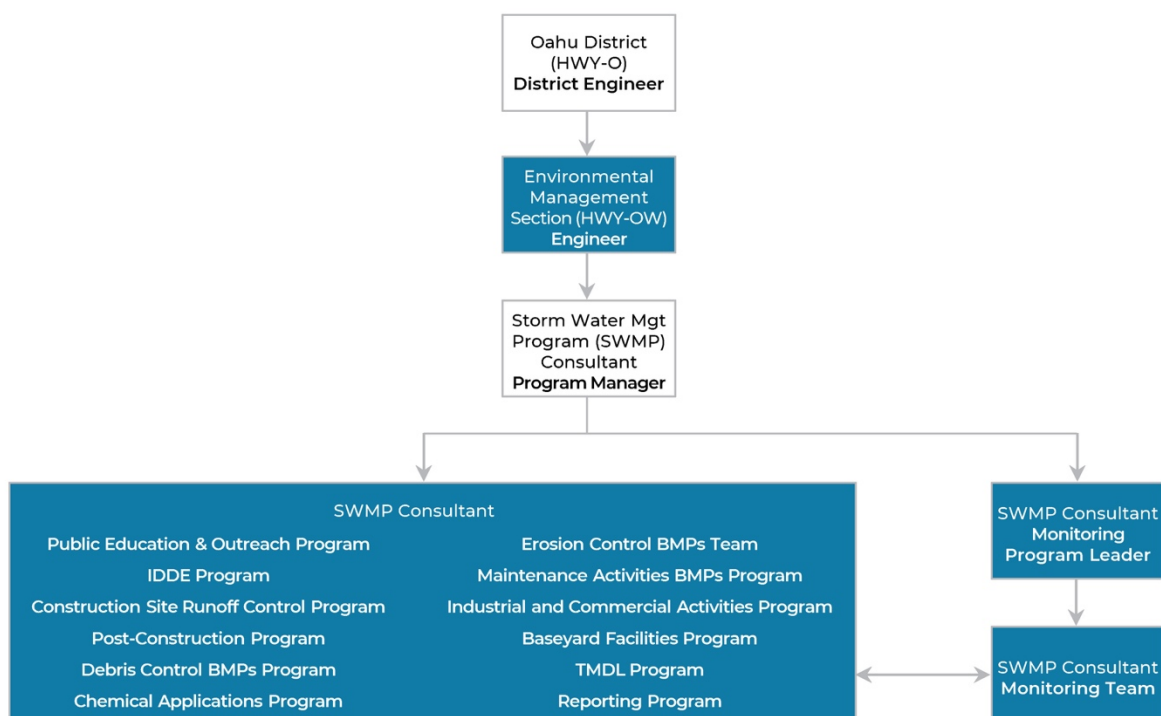 Oahu District
(HWY-O)
District Engineer
Environmental
Management
Section (HWY-OW)
Engineer
Storm Water Mgt
Program (SWMP)
Consultant
Program Manager
SWMP Consultant
Public Education & Outreach Program
IDDE Program
Construction Site Runoff Control Program
Post-Construction Program
Debris Control BMPs Program
Chemical Applications Program
Erosion Control BMPs Team
Maintenance Activities BMPs Program
Industrial and Commercial Activities Program
Baseyard Facilities Program
TMDL Program
Reporting Program
SWMP Consultant
Monitoring
Program Leader
SWMP Consultant
Monitoring Team